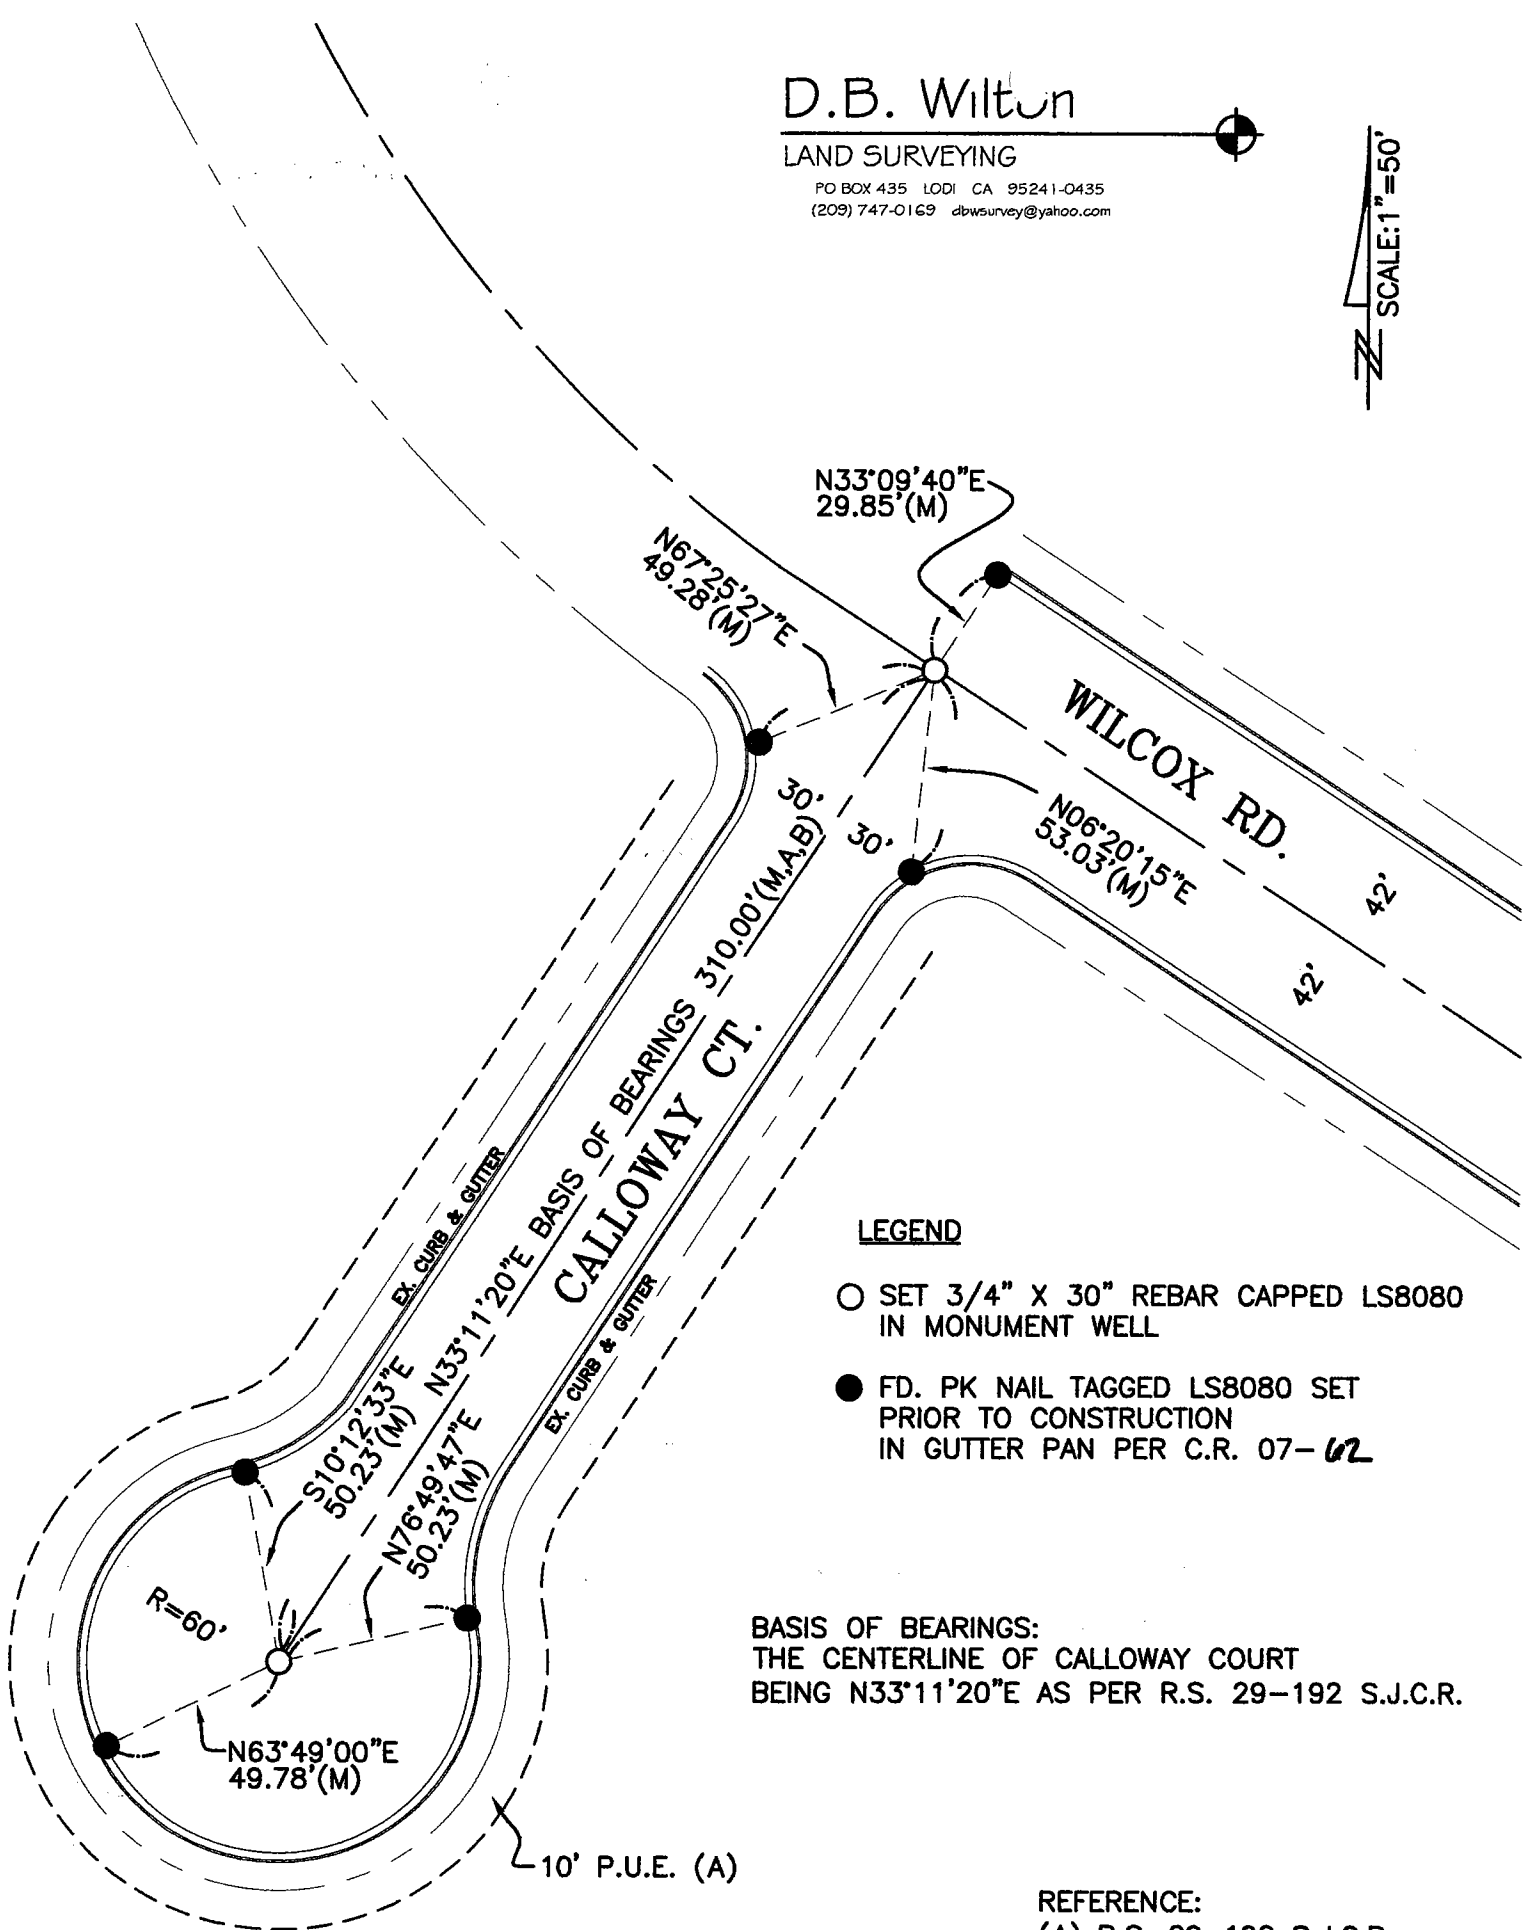 D.B. Wilton
LAND SURVEYING
PO BOX 435 LODI CA 95241-0435
(209) 747-0169 dbwsurvey@yahoo.com
SCALE:1"=50'
N
N33°09'40"E
29.85'(M)
N67°25'27"E
49.28'(M)
WILCOX RD.
30'
30'
N06°20'15"E
53.03'(M)
42'
42'
N33°11'20"E BASIS OF BEARINGS 310.00'(M,A,B)
CALLOWAY CT.
EX. CURB & GUTTER
EX. CURB & GUTTER
LEGEND
SET 3/4" X 30" REBAR CAPPED LS8080
IN MONUMENT WELL
FD. PK NAIL TAGGED LS8080 SET
PRIOR TO CONSTRUCTION
IN GUTTER PAN PER C.R. 07-62
S10°12'33"E
50.23'(M)
N76°49'47"E
50.23'(M)
R=60'
BASIS OF BEARINGS:
THE CENTERLINE OF CALLOWAY COURT
BEING N33°11'20"E AS PER R.S. 29-192 S.J.C.R.
N63°49'00"E
49.78'(M)
10' P.U.E. (A)
REFERENCE: